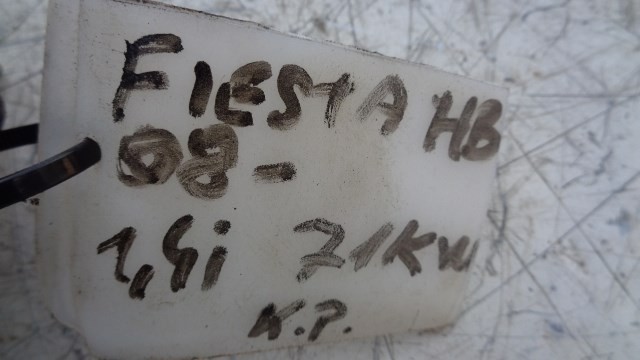 FIESTA HB
08-
1,4i 71KW
K.P.